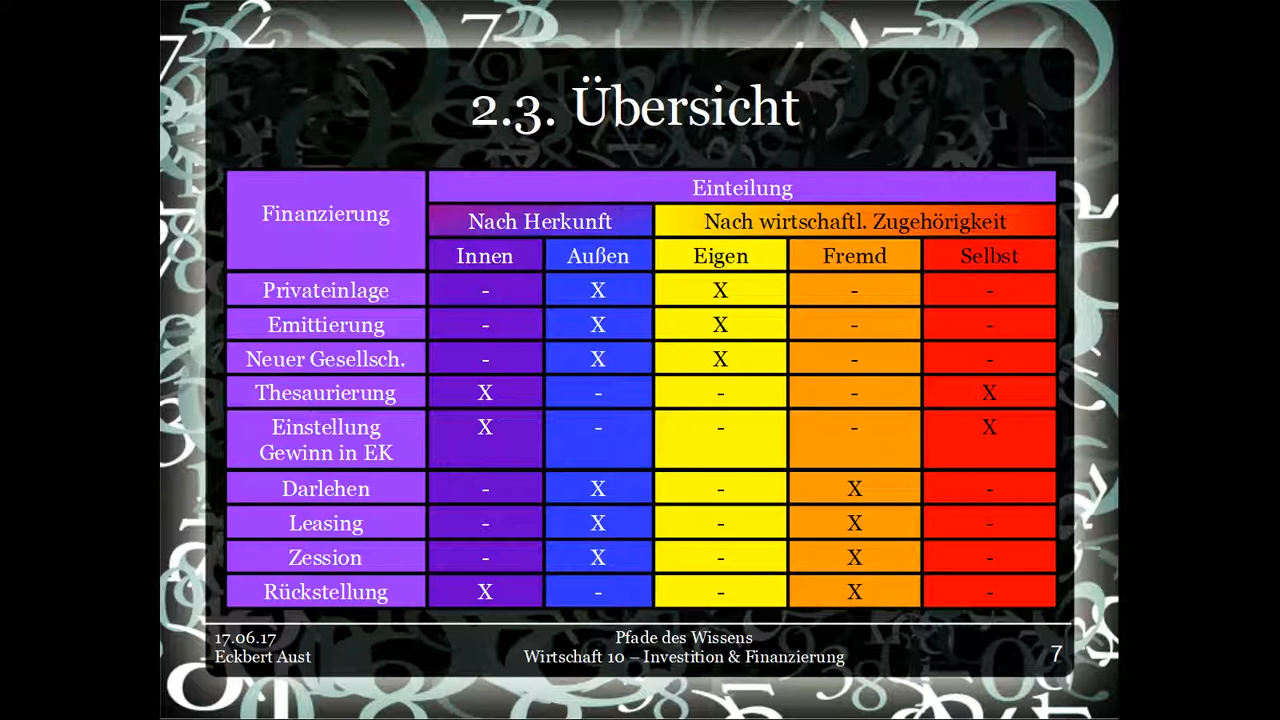 2.3. Übersicht
Finanzierung
Einteilung
Nach Herkunft Nach wirtschaftl. Zugehörigkeit
Innen Außen Eigen Fremd Selbst
Privateinlage - X X - -
Emittierung - X X - -
Neuer Gesellsch. - X X - -
Thesaurierung X - - - X
Einstellung X - - - X
Gewinn in EK
Darlehen - X - X -
Leasing - X - X -
Zession - X - X -
Rückstellung X - - X -
17.06.17 Pfade des Wissens
Eckbert Aust Wirtschaft 10 – Investition & Finanzierung 7